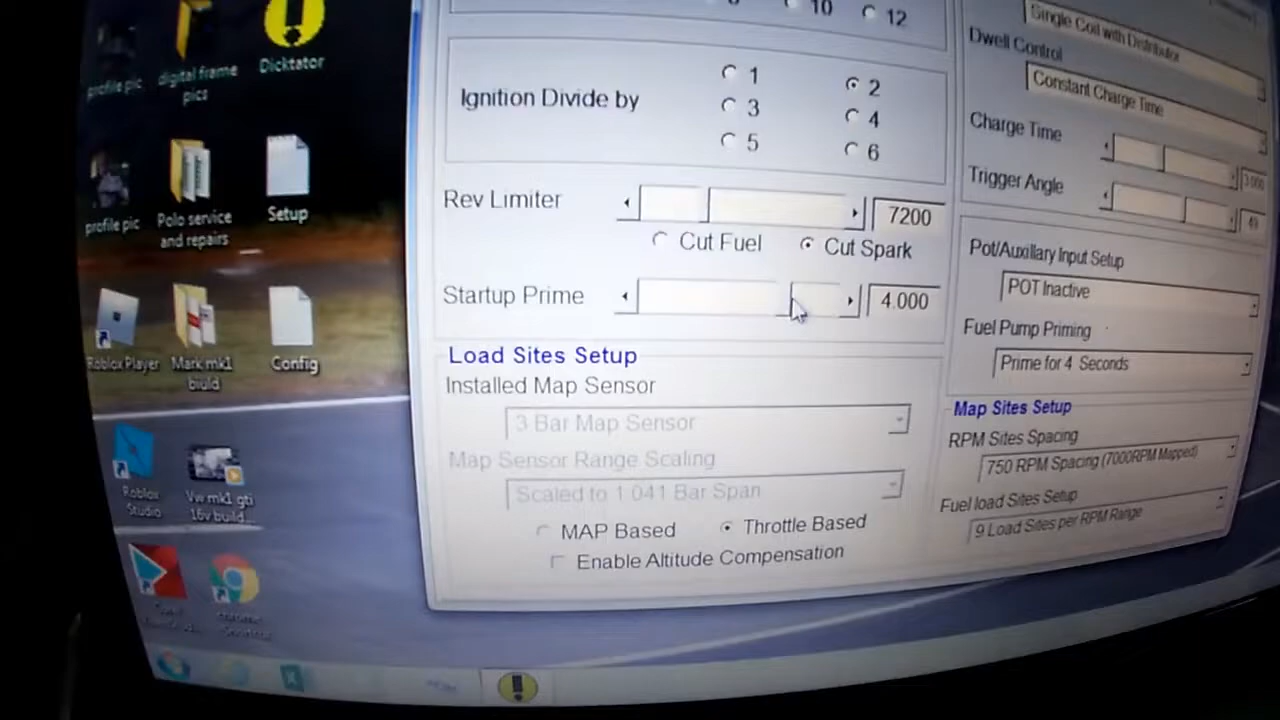 profile pic
digital frame
pics
Dicktator
profile pic
Polo service
and repairs
Setup
Roblox Player
Mark mk1
biuld
Config
Roblox
Studio
Vw mk1 gti
16v build...
10
12
Ignition Divide by
1
2
3
4
5
6
Rev Limiter
7200
Cut Fuel
Cut Spark
Startup Prime
4.000
Load Sites Setup
Installed Map Sensor
3 Bar Map Sensor
Map Sensor Range Scaling
Scaled to 1 041 Bar Span
MAP Based
Throttle Based
Enable Altitude Compensation
Single Coil with Distributor
Dwell Control
Constant Charge Time
Charge Time
3.000
Trigger Angle
49
Pot/Auxillary Input Setup
POT Inactive
Fuel Pump Priming
Prime for 4 Seconds
Map Sites Setup
RPM Sites Spacing
750 RPM Spacing (7000RPM Mapped)
Fuel load Sites Setup
9 Load Sites per RPM Range